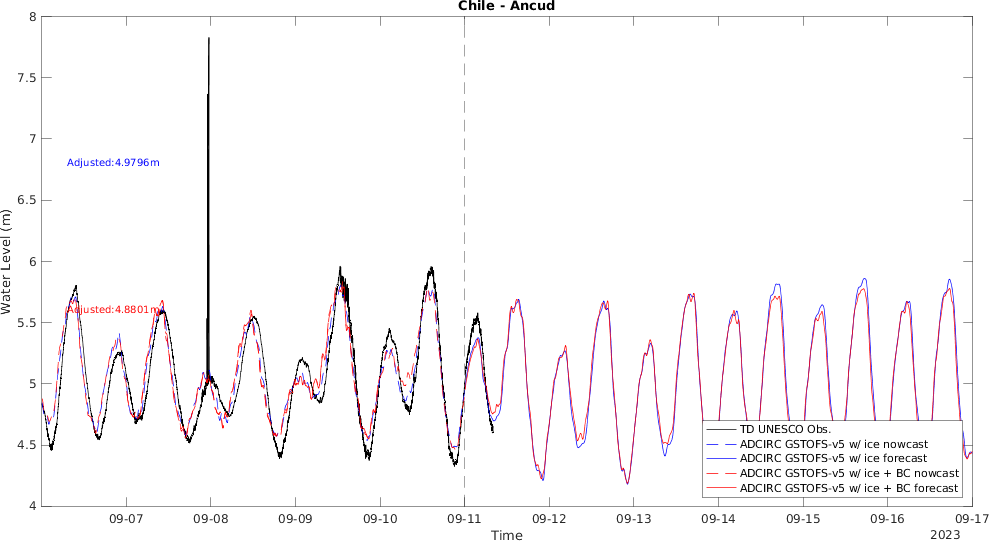 Chile - Ancud
8
7.5
7
6.5
6
5.5
5
4.5
4
Water Level (m)
Adjusted:4.9796m
Adjusted:4.8801m
TD UNESCO Obs.
ADCIRC GSTOFS-v5 w/ ice nowcast
ADCIRC GSTOFS-v5 w/ ice forecast
ADCIRC GSTOFS-v5 w/ ice + BC nowcast
ADCIRC GSTOFS-v5 w/ ice + BC forecast
09-07 09-08 09-09 09-10 09-11 09-12 09-13 09-14 09-15 09-16 09-17
Time
2023